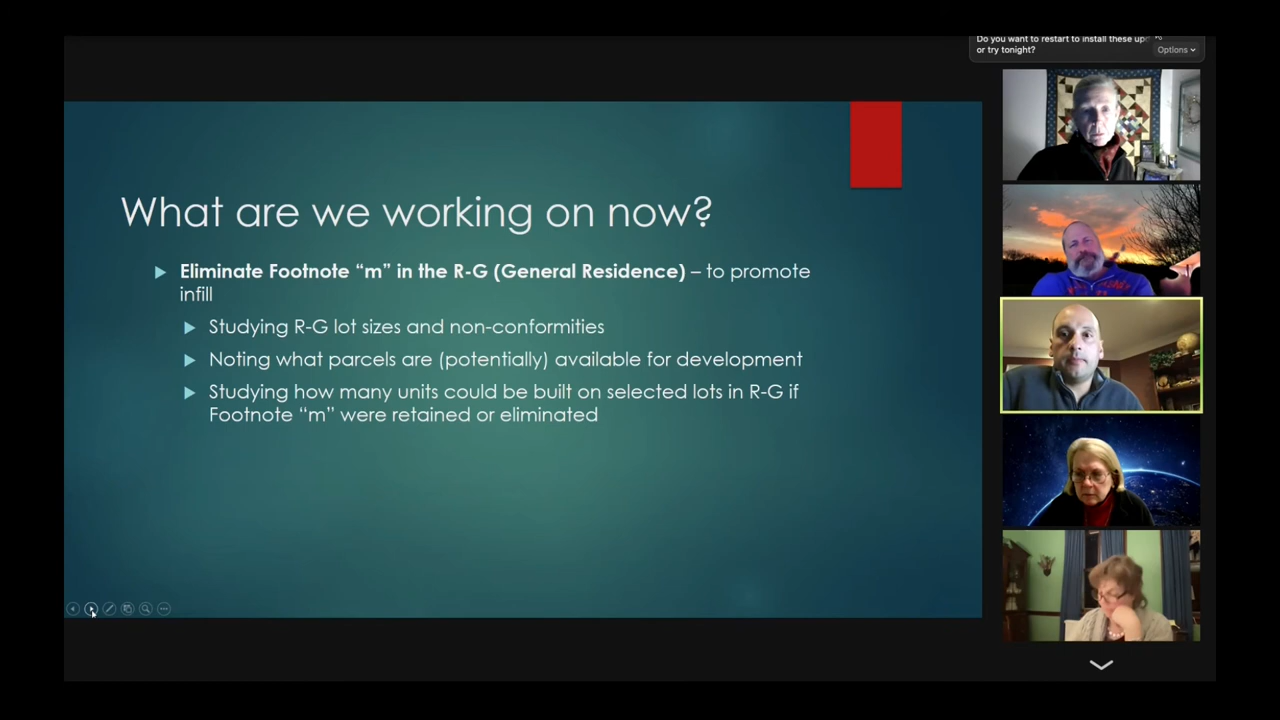 Do you want to restart to install these
or try tonight?
Options
What are we working on now?
Eliminate Footnote “m” in the R-G (General Residence) – to promote
infill
Studying R-G lot sizes and non-conformities
Noting what parcels are (potentially) available for development
Studying how many units could be built on selected lots in R-G if
Footnote “m” were retained or eliminated